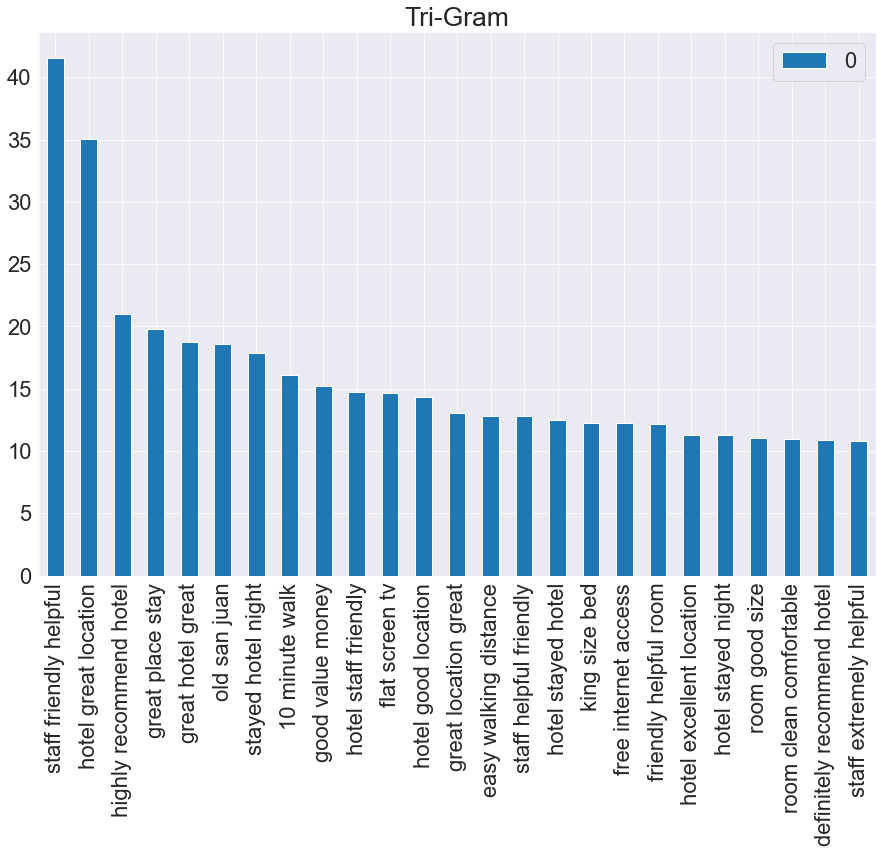 Tri-Gram
0
40
35
30
25
20
15
10
5
0
staff friendly helpful
hotel great location
highly recommend hotel
great place stay
great hotel great
old san juan
stayed hotel night
10 minute walk
good value money
hotel staff friendly
flat screen tv
hotel good location
great location great
easy walking distance
staff helpful friendly
hotel stayed hotel
king size bed
free internet access
friendly helpful room
hotel excellent location
hotel stayed night
room good size
room clean comfortable
definitely recommend hotel
staff extremely helpful